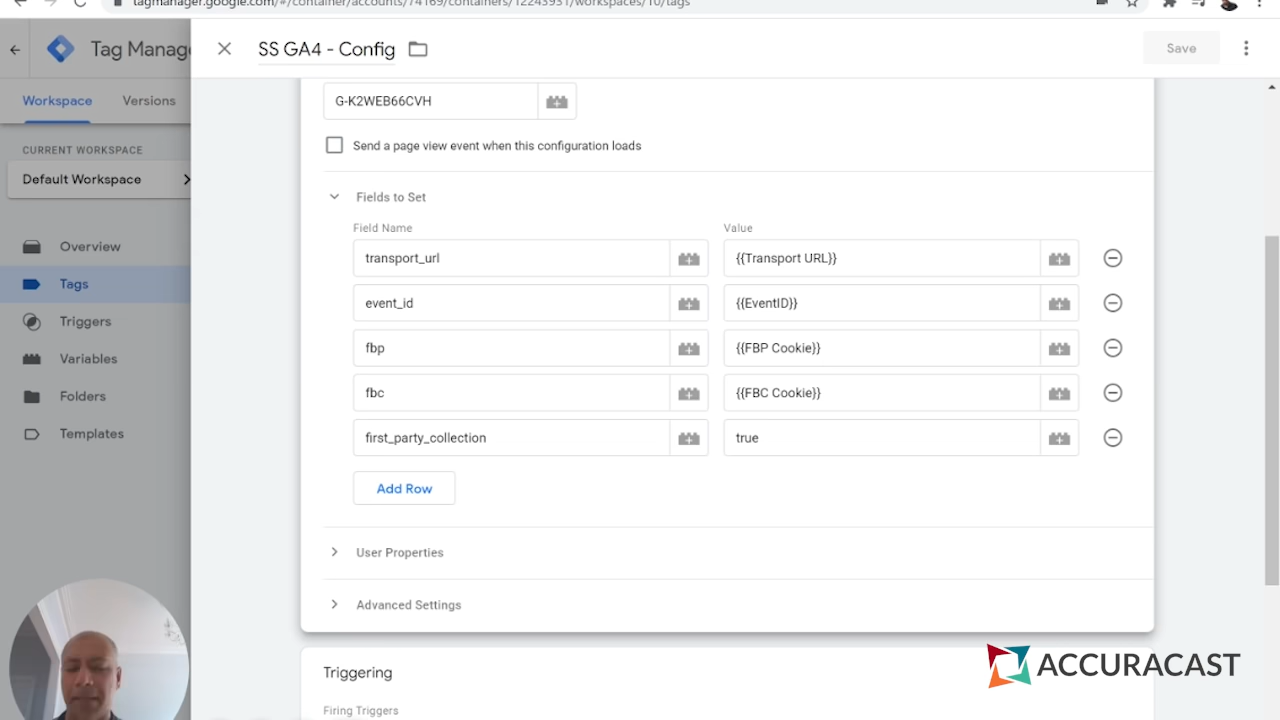 tagmanager.google.com/#/container/accounts/74169/containers/12243931/workspaces/10/tags
Tag Manage
SS GA4 - Config
Save
Workspace
Versions
CURRENT WORKSPACE
Default Workspace
Overview
Tags
Triggers
Variables
Folders
Templates
G-K2WEB66CVH
Send a page view event when this configuration loads
Fields to Set
Field Name Value
transport_url {{Transport URL}}
event_id {{EventID}}
fbp {{FBP Cookie}}
fbc {{FBC Cookie}}
first_party_collection true
Add Row
User Properties
Advanced Settings
Triggering
Firing Triggers
ACCURACAST